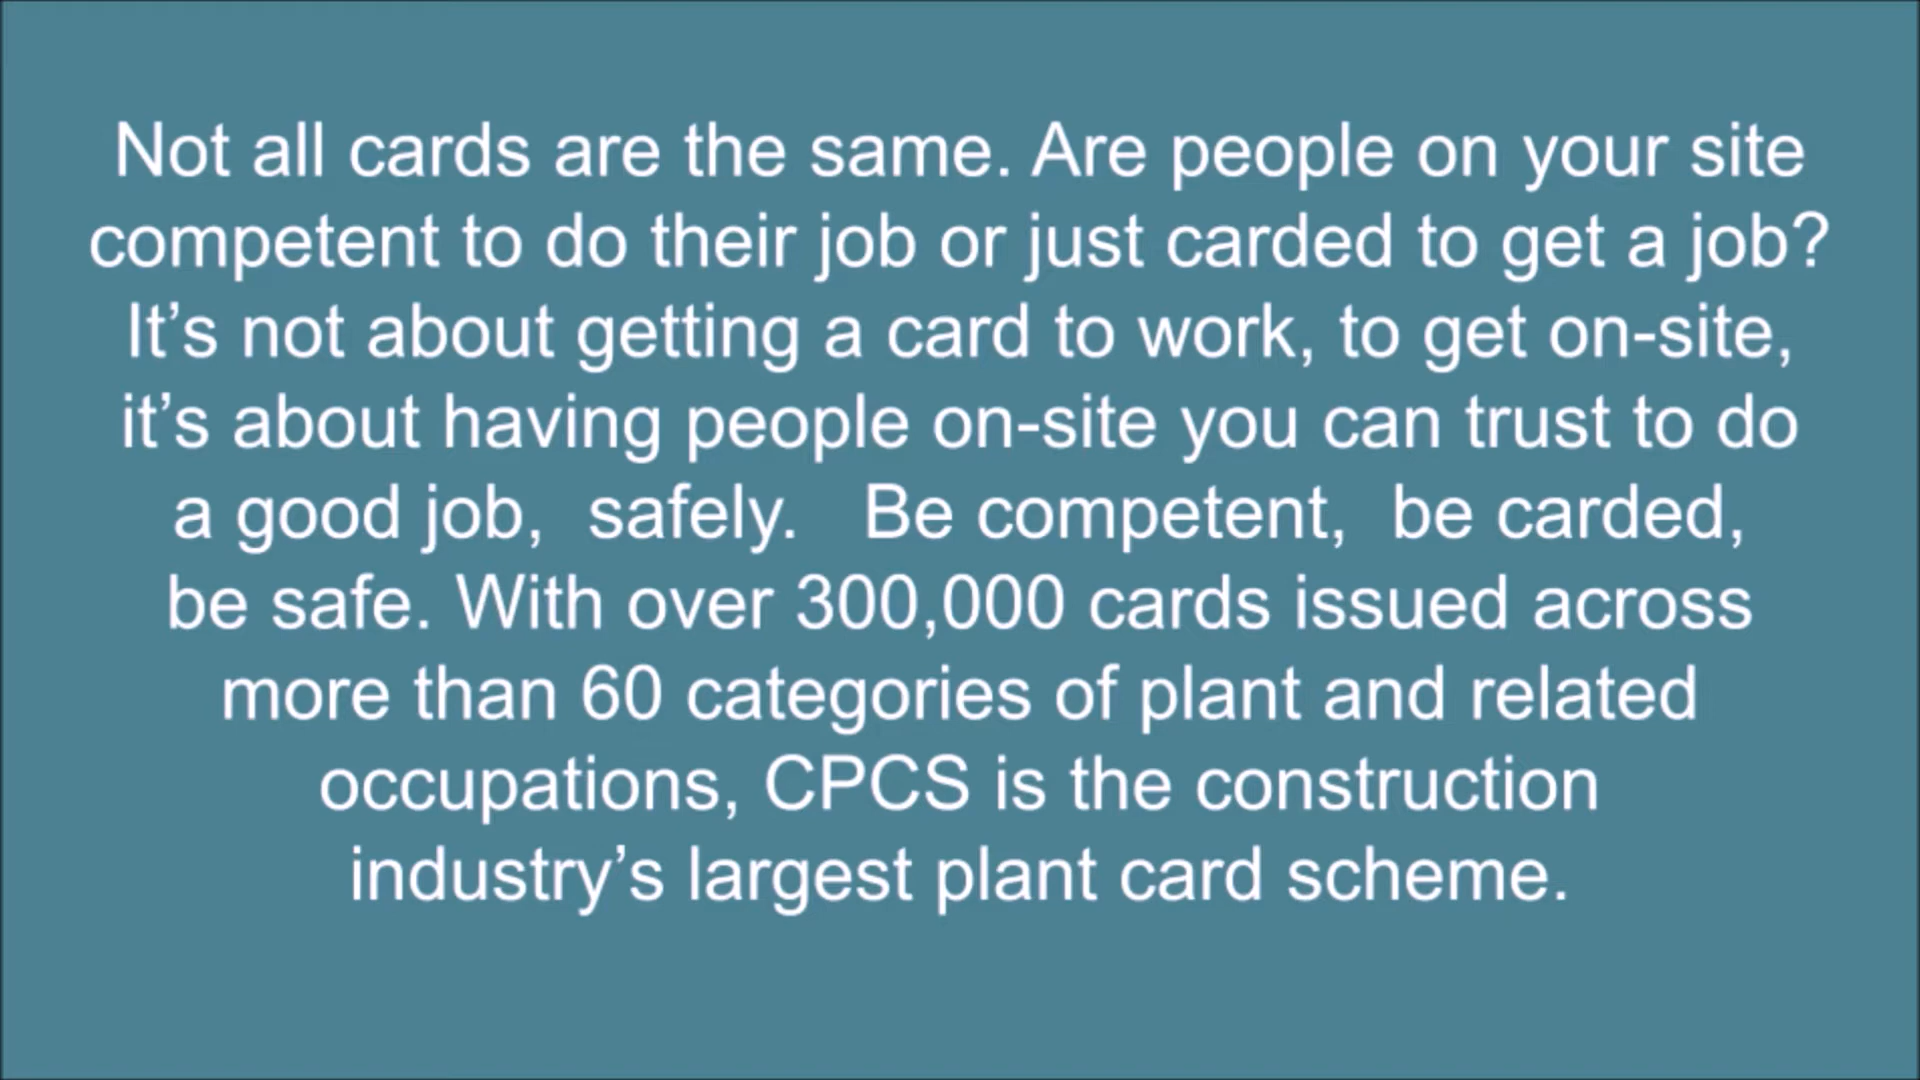 Not all cards are the same. Are people on your site
competent to do their job or just carded to get a job?
It’s not about getting a card to work, to get on-site,
it’s about having people on-site you can trust to do
a good job,  safely.   Be competent,  be carded,
be safe. With over 300,000 cards issued across
more than 60 categories of plant and related
occupations, CPCS is the construction
industry’s largest plant card scheme.